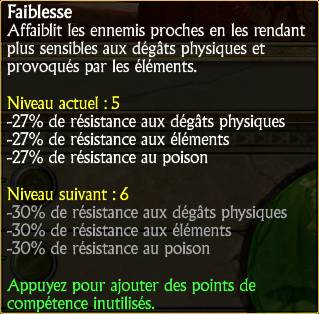 Faiblesse
Affaiblit les ennemis proches en les rendant
plus sensibles aux dégâts physiques et
provoqués par les éléments.
Niveau actuel : 5
-27% de résistance aux dégâts physiques
-27% de résistance aux éléments
-27% de résistance au poison
Niveau suivant : 6
-30% de résistance aux dégâts physiques
-30% de résistance aux éléments
-30% de résistance au poison
Appuyez pour ajouter des points de
compétence inutilisés.